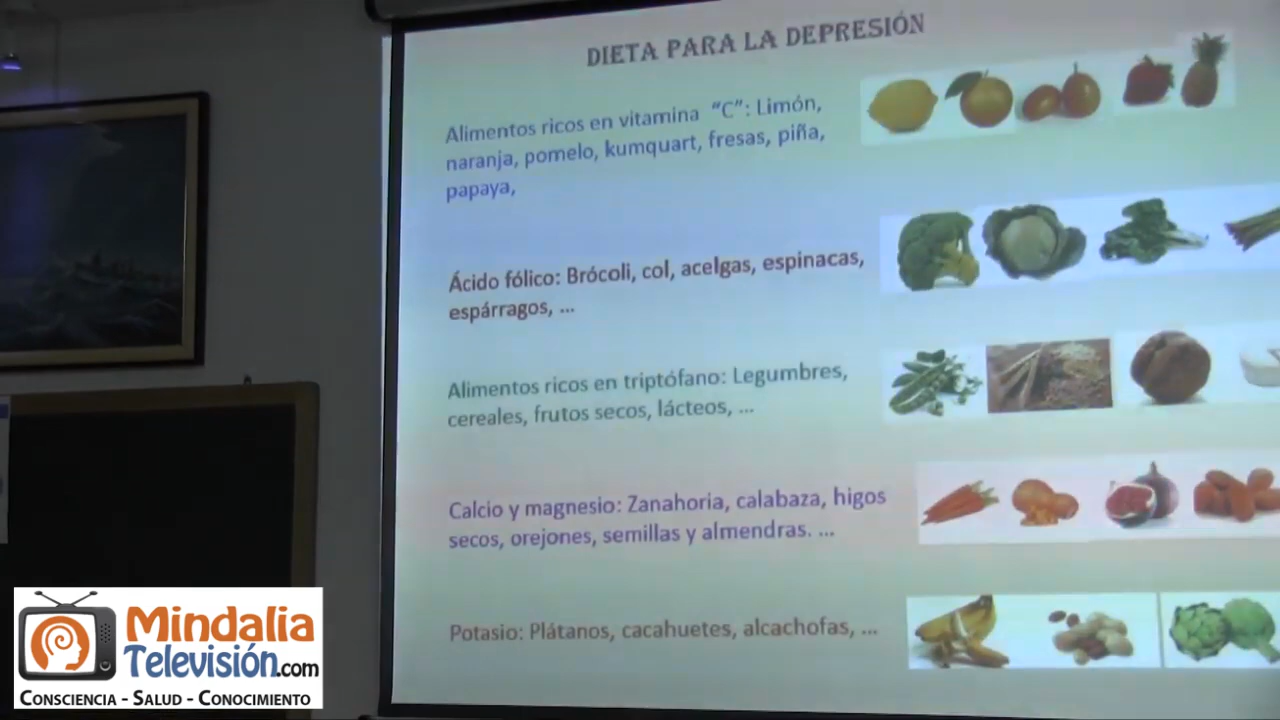 DIETA PARA LA DEPRESIÓN
Alimentos ricos en vitamina "C": Limón,
naranja, pomelo, kumquart, fresas, piña,
papaya,
Ácido fólico: Brócoli, col, acelgas, espinacas,
espárragos, ...
Alimentos ricos en triptófano: Legumbres,
cereales, frutos secos, lácteos, ...
Calcio y magnesio: Zanahoria, calabaza, higos
secos, orejones, semillas y almendras. ...
Potasio: Plátanos, cacahuetes, alcachofas, ...
Mindalia
Televisión.com
CONSCIENCIA - SALUD - CONOCIMIENTO